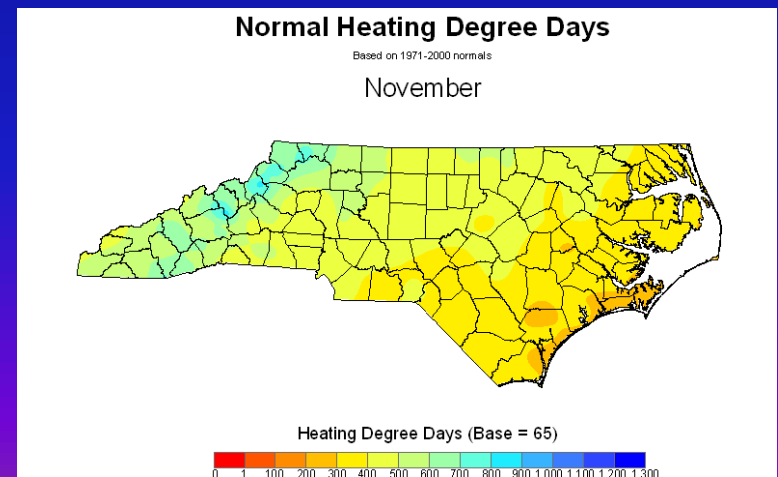 Normal Heating Degree Days
Based on 1971-2000 normals
November
Heating Degree Days (Base = 65)
0 1 100 200 300 400 500 600 700 800 900 1,000 1,100 1,200 1,300